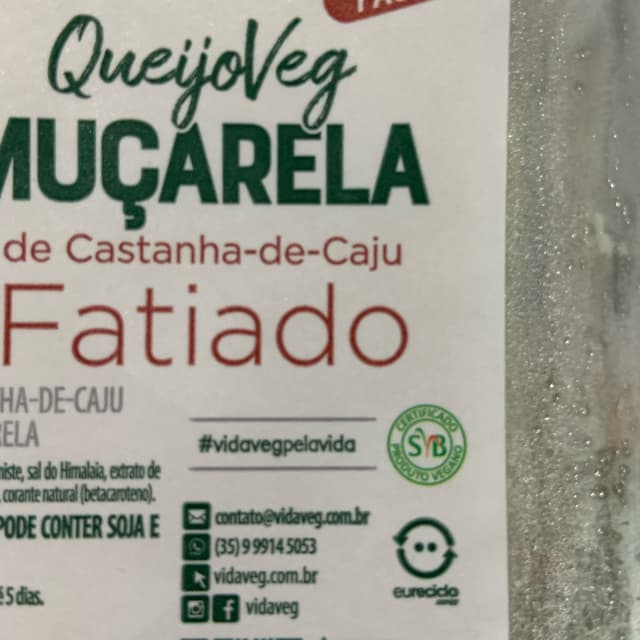 QueijoVeg
MUÇARELA
de Castanha-de-Caju
Fatiado
HA-DE-CAJU
RELA
#vidavegpelavida
CERTIFICADO
SVB
PRODUTO VEGANO
niste, sal do Himalaia, extrato de
, corante natural (betacaroteno).
PODE CONTER SOJA E
é 5 dias.
contato@vidaveg.com.br
(35) 9 9914 5053
vidaveg.com.br
vidaveg
eureciclo